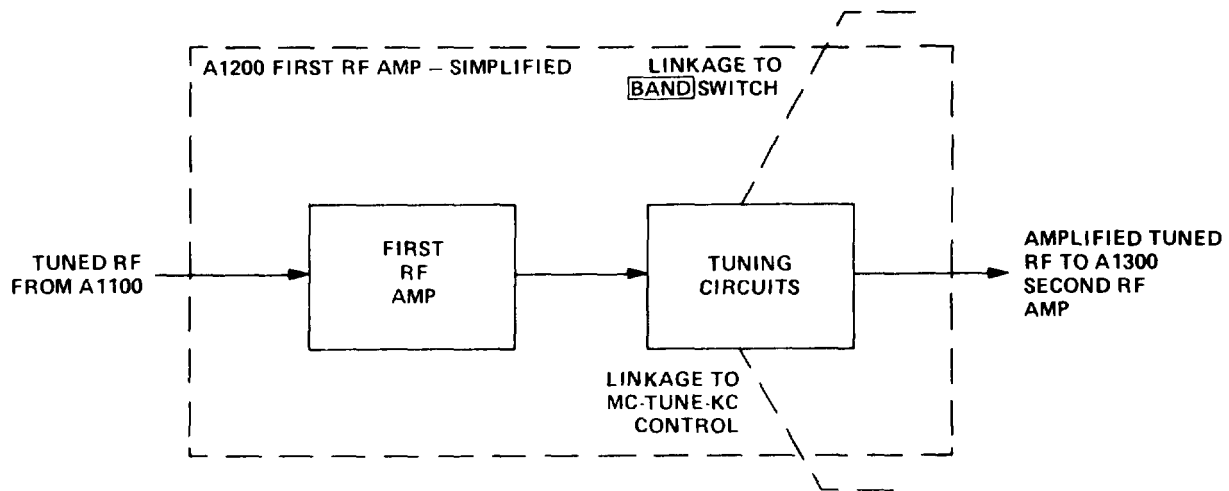 A1200 FIRST RF AMP – SIMPLIFIED
LINKAGE TO
BAND SWITCH
TUNED RF
FROM A1100
FIRST
RF
AMP
TUNING
CIRCUITS
AMPLIFIED TUNED
RF TO A1300
SECOND RF
AMP
LINKAGE TO
MC-TUNE-KC
CONTROL